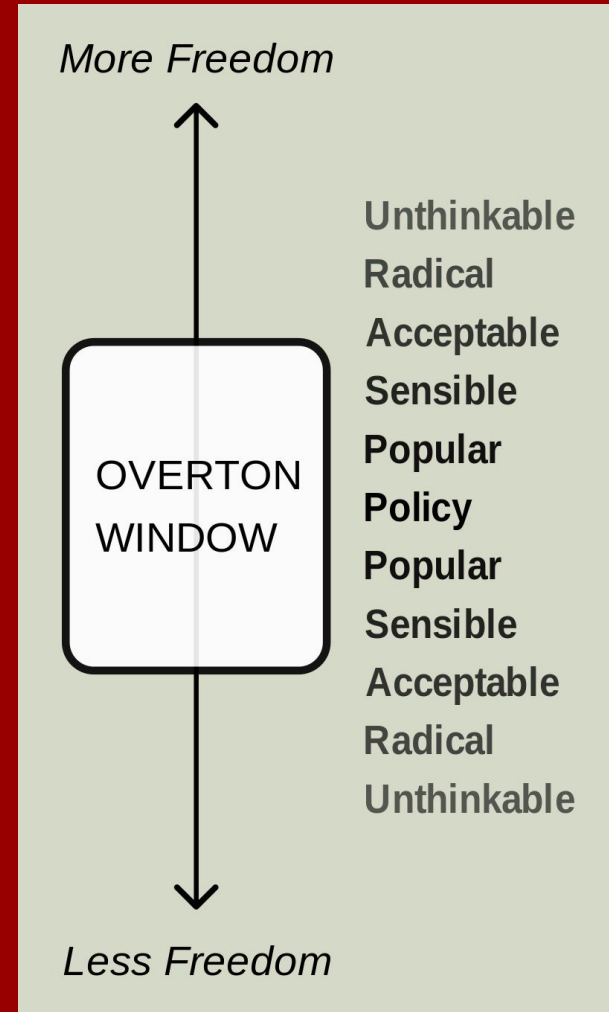 More Freedom
Unthinkable
Radical
Acceptable
Sensible
Popular
Policy
Popular
Sensible
Acceptable
Radical
Unthinkable
OVERTON
WINDOW
Less Freedom